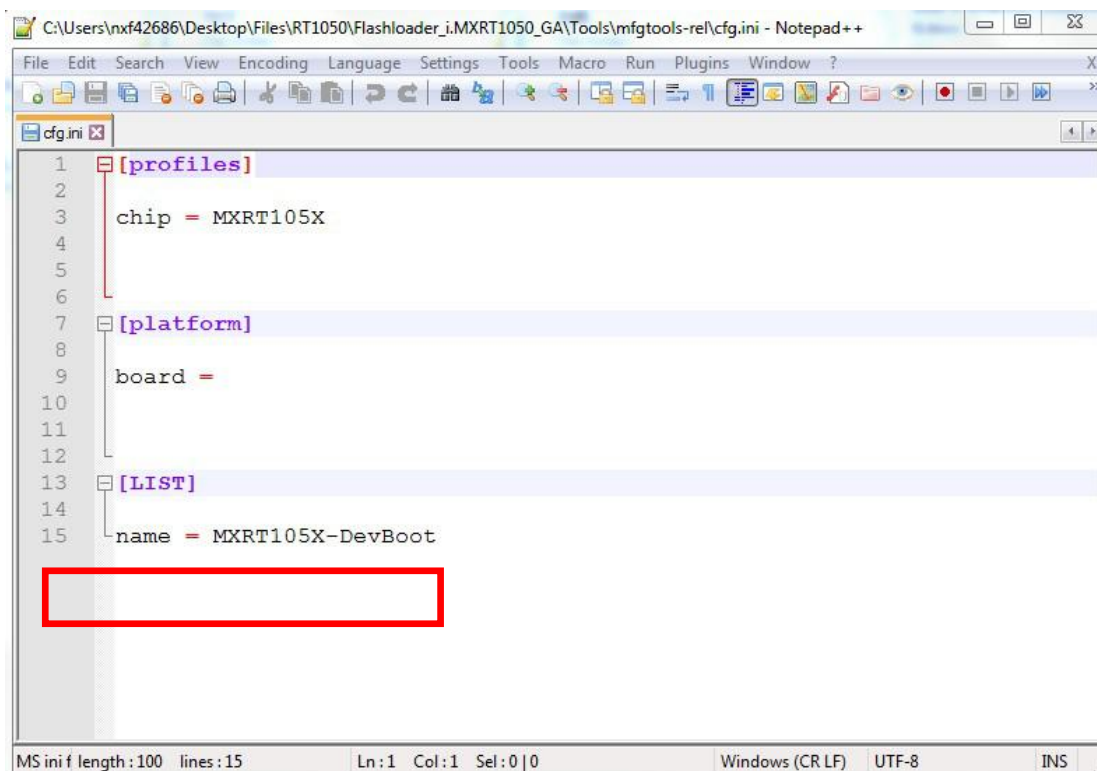 C:\Users\nxf42686\Desktop\Files\RT1050\Flashloader_i.MXRT1050_GA\Tools\mfgtools-rel\cfg.ini - Notepad++
File Edit Search View Encoding Language Settings Tools Macro Run Plugins Window ? X
cfg.ini
1 [profiles]
2
3 chip = MXRT105X
4
5
6
7 [platform]
8
9 board =
10
11
12
13 [LIST]
14
15 name = MXRT105X-DevBoot
MS ini f length : 100 lines : 15 Ln : 1 Col : 1 Sel : 0 | 0 Windows (CR LF) UTF-8 INS